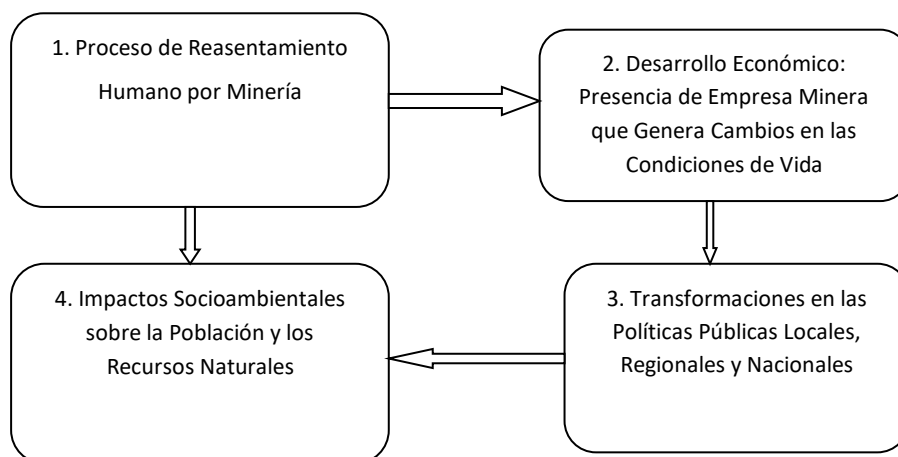 1. Proceso de Reasentamiento
Humano por Minería
2. Desarrollo Económico:
Presencia de Empresa Minera
que Genera Cambios en las
Condiciones de Vida
3. Transformaciones en las
Políticas Públicas Locales,
Regionales y Nacionales
4. Impactos Socioambientales
sobre la Población y los
Recursos Naturales